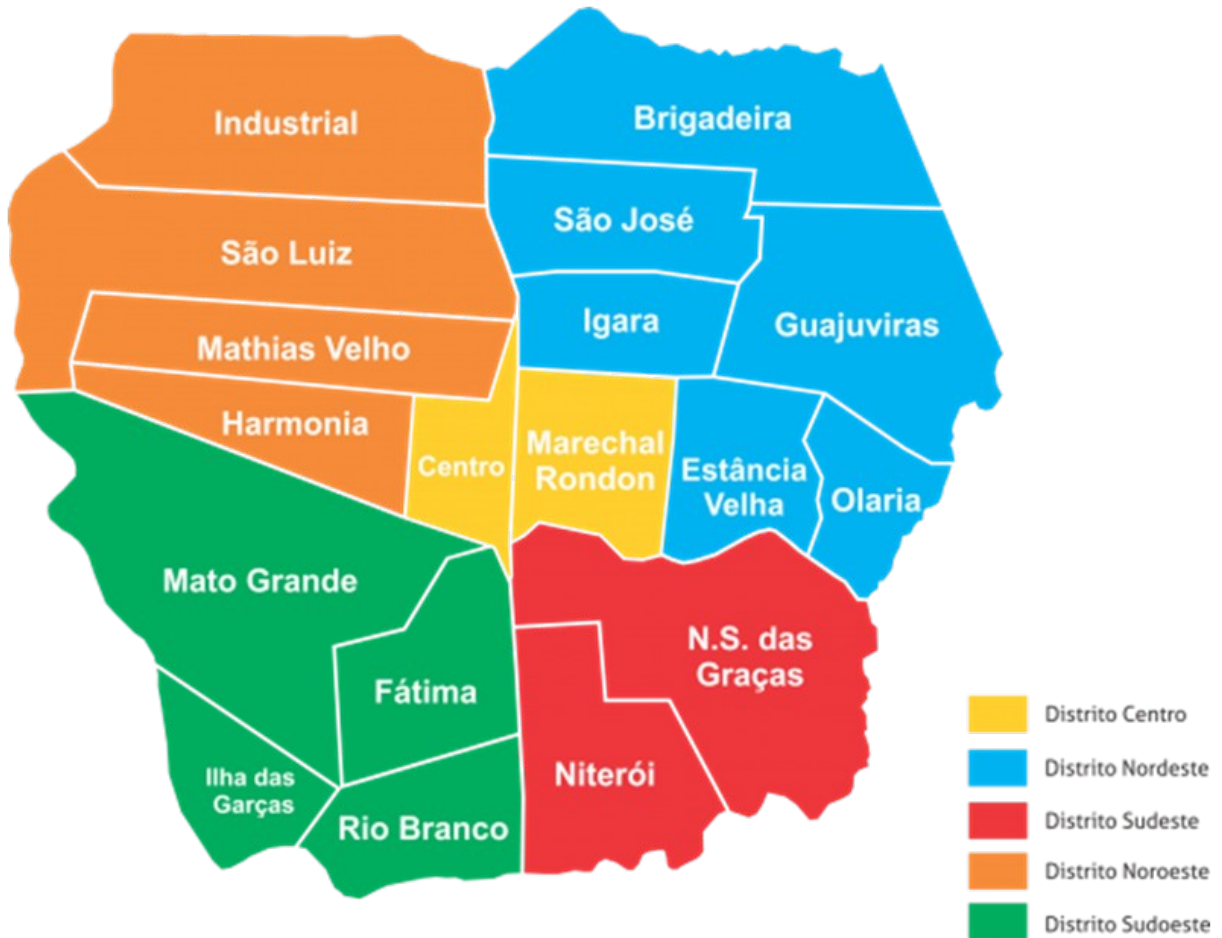 Industrial
Brigadeira
São José
São Luiz
Igara
Guajuviras
Mathias Velho
Harmonia
Centro
Marechal
Rondon
Estância
Velha
Olaria
Mato Grande
N.S. das
Graças
Fátima
Ilha das
Garças
Niterói
Rio Branco
Distrito Centro
Distrito Nordeste
Distrito Sudeste
Distrito Noroeste
Distrito Sudoeste